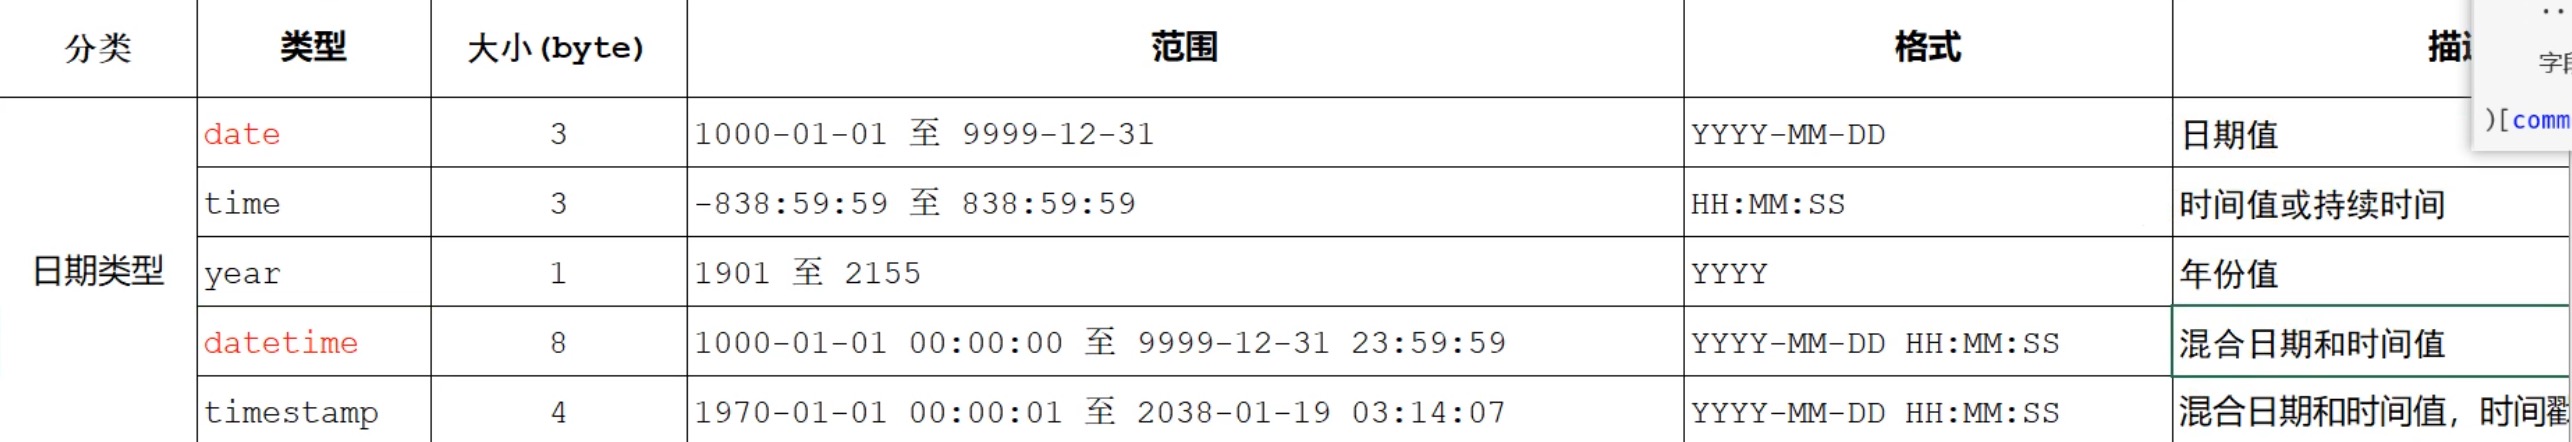 分类 类型 大小(byte) 范围 格式
date 3 1000-01-01 至 9999-12-31 YYYY-MM-DD 日期值 )[comm
time 3 -838:59:59 至 838:59:59 HH:MM:SS 时间值或持续时间
日期类型 year 1 1901 至 2155 YYYY 年份值
datetime 8 1000-01-01 00:00:00 至 9999-12-31 23:59:59 YYYY-MM-DD HH:MM:SS 混合日期和时间值
timestamp 4 1970-01-01 00:00:01 至 2038-01-19 03:14:07 YYYY-MM-DD HH:MM:SS 混合日期和时间值，时间戳